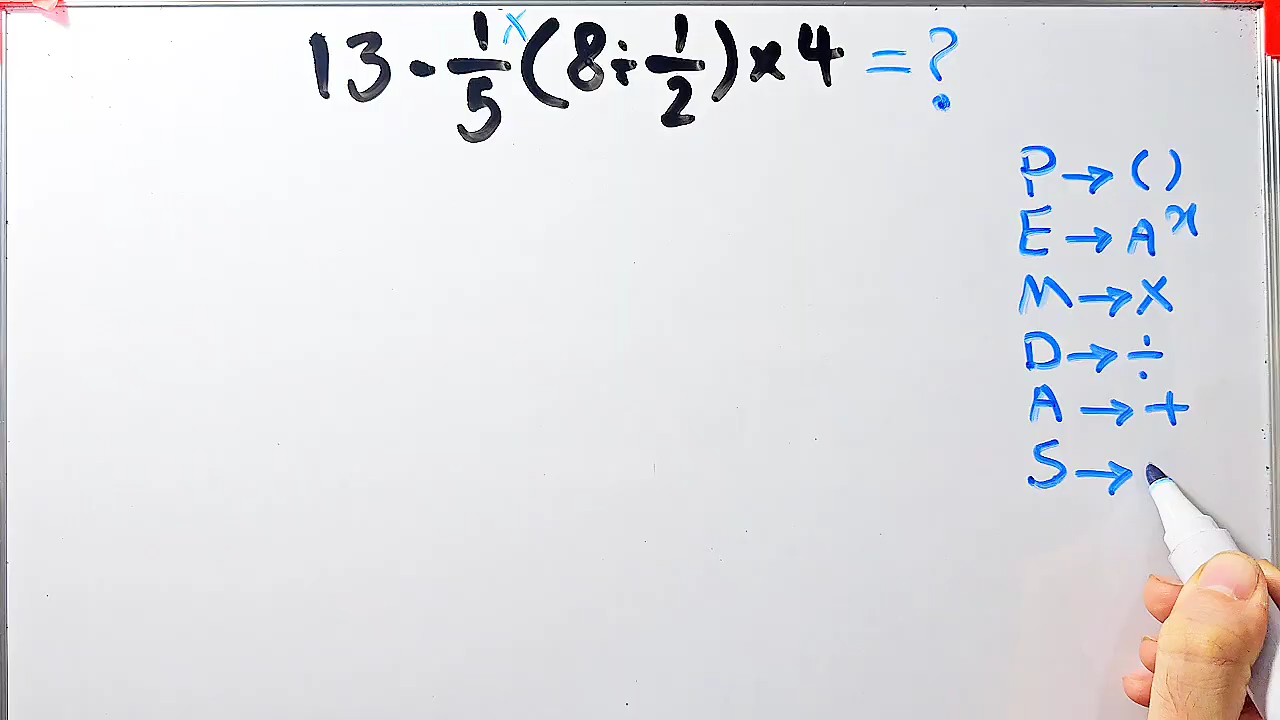 13 - 1/5 × (8 ÷ 1/2) × 4 = ?
P → ( )
E → A^x
M → ×
D → ÷
A → +
S →